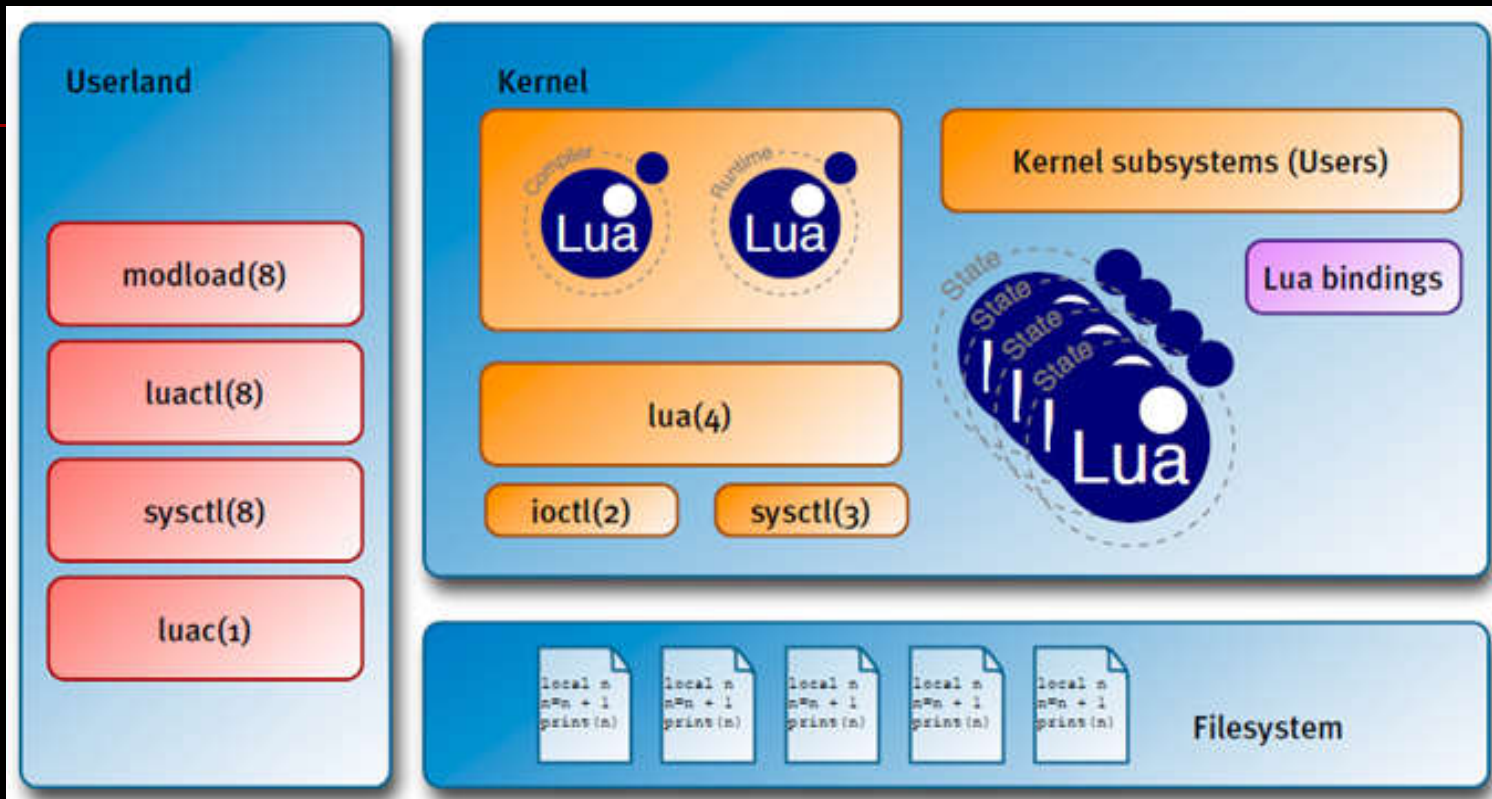 Userland
modload(8)
luactl(8)
sysctl(8)
luac(1)
Kernel
Compiler
Lua
Runtime
Lua
lua(4)
ioctl(2)
sysctl(3)
Kernel subsystems (Users)
Lua bindings
State
State
State
State
Lua
local n
n=n + 1
print(n)
local n
n=n + 1
print(n)
local n
n=n + 1
print(n)
local n
n=n + 1
print(n)
local n
n=n + 1
print(n)
Filesystem